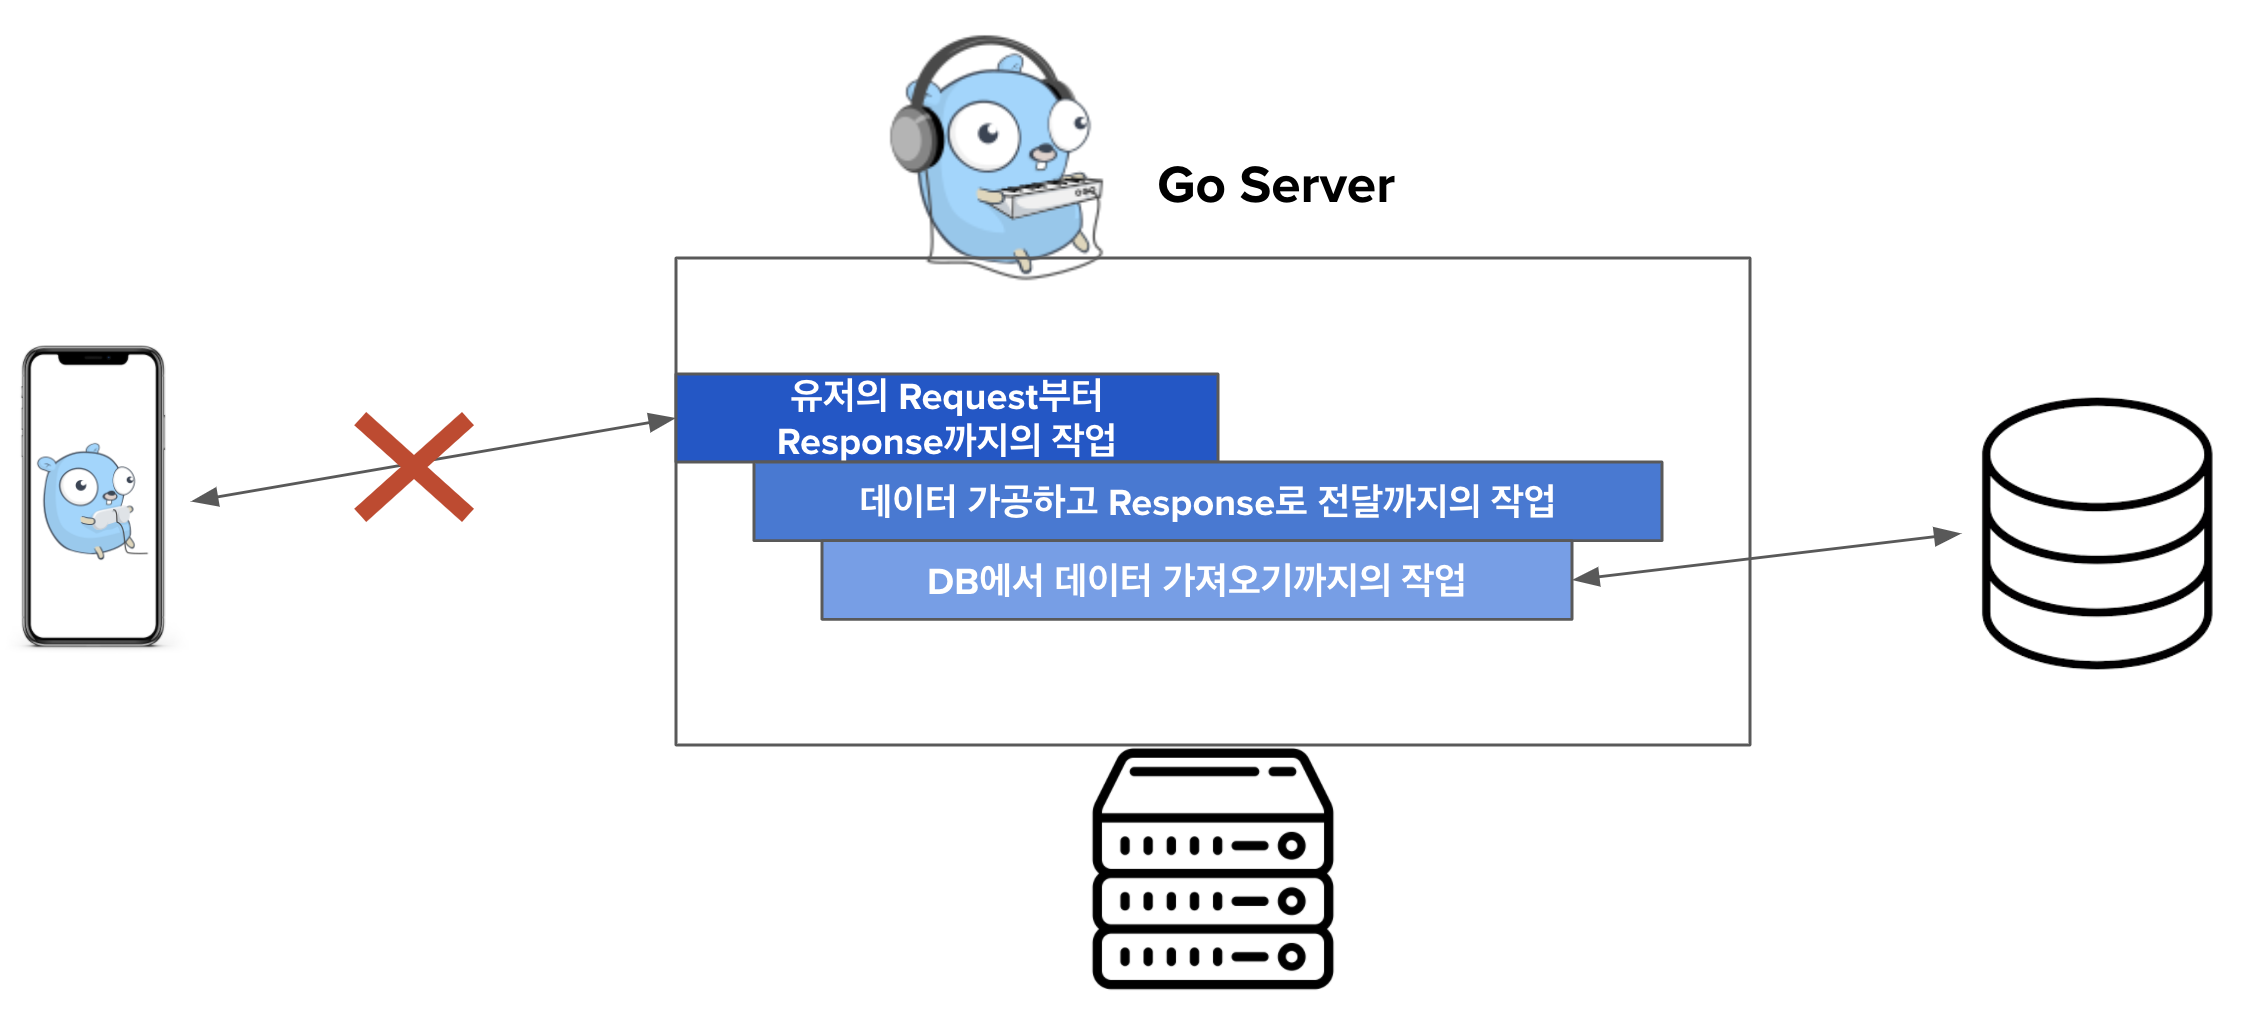 Go Server
유저의 Request부터
Response까지의 작업
데이터 가공하고 Response로 전달까지의 작업
DB에서 데이터 가져오기까지의 작업